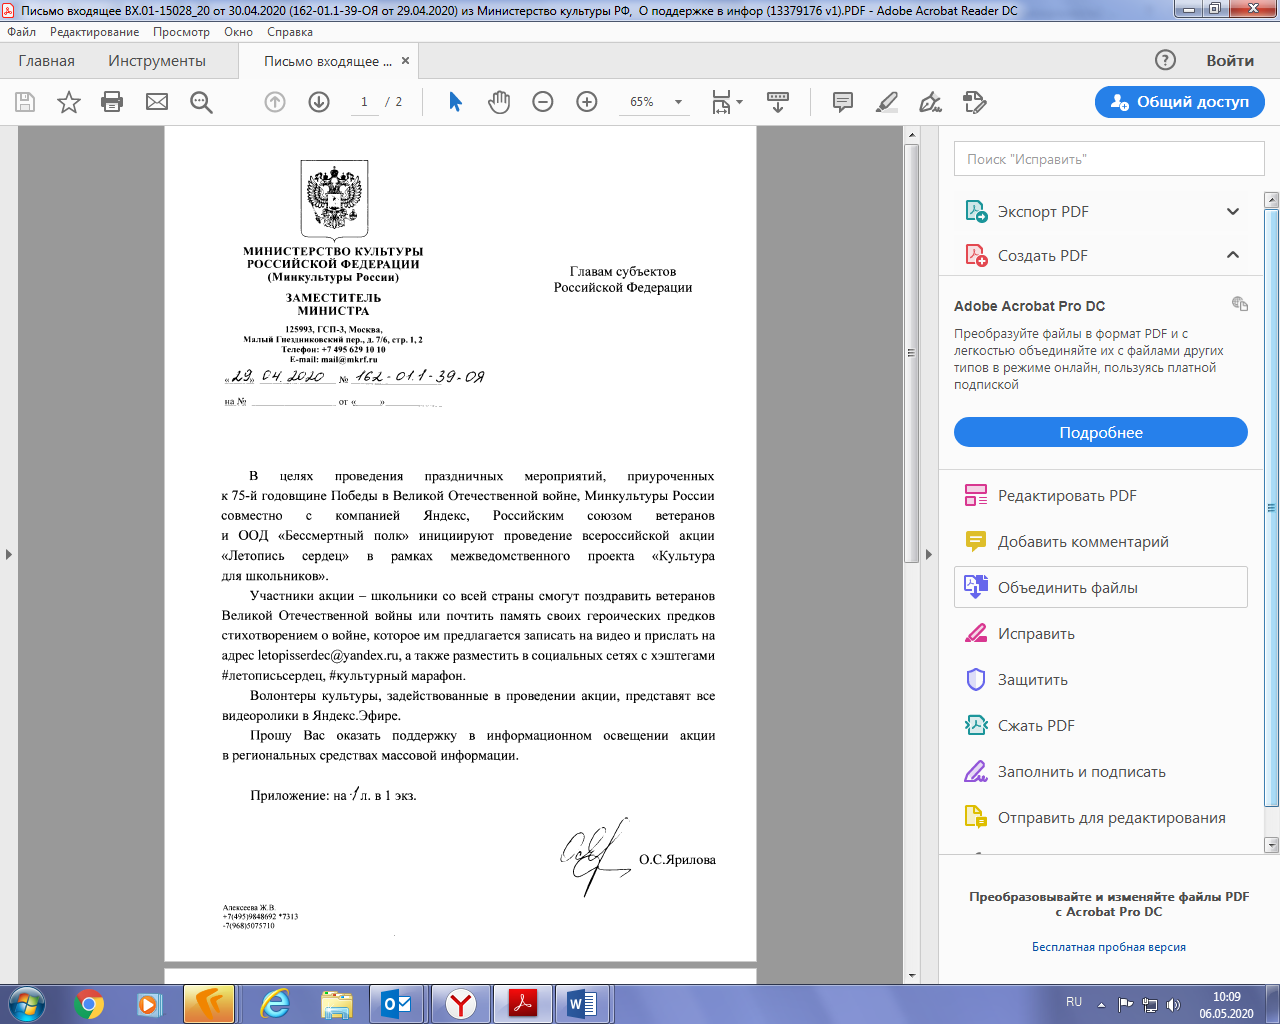 Письмо входящее ВХ.01-15028_20 от 30.04.2020 (162-01.1-39-ОЯ от 29.04.2020) из Министерство культуры РФ, О поддержке в инфор (13379176 v1).PDF - Adobe Acrobat Reader DC
Файл Редактирование Просмотр Окно Справка
Главная Инструменты Письмо входящее ... × Войти
1 / 2 65% Общий доступ
МИНИСТЕРСТВО КУЛЬТУРЫ
РОССИЙСКОЙ ФЕДЕРАЦИИ
(Минкультуры России)
ЗАМЕСТИТЕЛЬ
МИНИСТРА
125993, ГСП-3, Москва,
Малый Гнездниковский пер., д. 7/6, стр. 1, 2
Телефон: +7 495 629 10 10
E-mail: mail@mkrf.ru
«29» 04. 2020 № 162-01.1-39-ОЯ
на № от « »
Главам субъектов
Российской Федерации
В целях проведения праздничных мероприятий, приуроченных
к 75-й годовщине Победы в Великой Отечественной войне, Минкультуры России
совместно с компанией Яндекс, Российским союзом ветеранов
и ООД «Бессмертный полк» инициируют проведение всероссийской акции
«Летопись сердец» в рамках межведомственного проекта «Культура
для школьников».
Участники акции – школьники со всей страны смогут поздравить ветеранов
Великой Отечественной войны или почтить память своих героических предков
стихотворением о войне, которое им предлагается записать на видео и прислать на
адрес letopisserdec@yandex.ru, а также разместить в социальных сетях с хэштегами
#летописьсердец, #культурный марафон.
Волонтеры культуры, задействованные в проведении акции, представят все
видеоролики в Яндекс.Эфире.
Прошу Вас оказать поддержку в информационном освещении акции
в региональных средствах массовой информации.
Приложение: на 1 л. в 1 экз.
О.С.Ярилова
Алексеева Ж.В.
+7(495)9848692 *7313
-7(968)5075710
Поиск "Исправить"
Экспорт PDF
Создать PDF
Adobe Acrobat Pro DC
Преобразуйте файлы в формат PDF и с
легкостью объединяйте их с файлами других
типов в режиме онлайн, пользуясь платной
подпиской
Подробнее
Редактировать PDF
Добавить комментарий
Объединить файлы
Исправить
Защитить
Сжать PDF
Заполнить и подписать
Отправить для редактирования
Преобразовывайте и изменяйте файлы PDF
с Acrobat Pro DC
Бесплатная пробная версия
RU 10:09
06.05.2020